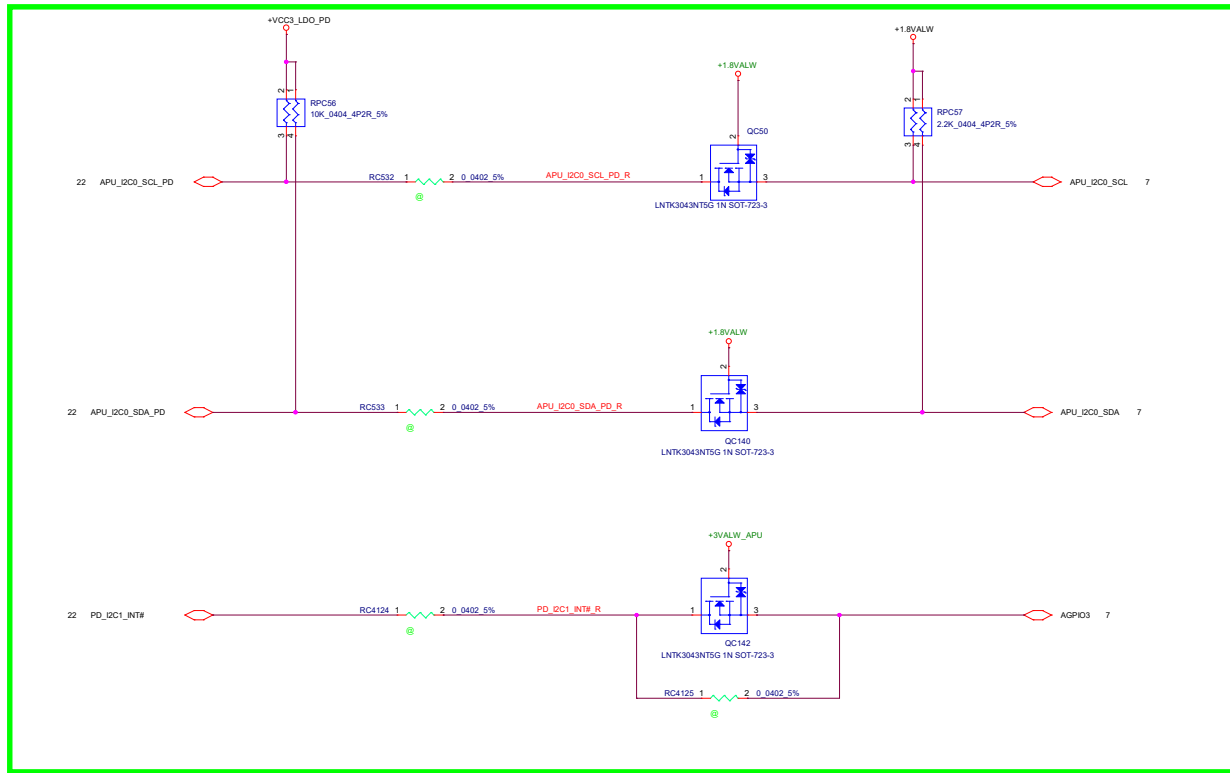 +VCC3_LDO_PD
+1.8VALW
+1.8VALW
2 1
RPC56
10K_0404_4P2R_5%
3 4
2 1
RPC57
2.2K_0404_4P2R_5%
3 4
2
QC50
22 APU_I2C0_SCL_PD
RC532 1 2 0_0402_5%
@
APU_I2C0_SCL_PD_R
1 3
LNTK3043NT5G 1N SOT-723-3
APU_I2C0_SCL 7
+1.8VALW
2
22 APU_I2C0_SDA_PD
RC533 1 2 0_0402_5%
@
APU_I2C0_SDA_PD_R
1 3
QC140
LNTK3043NT5G 1N SOT-723-3
APU_I2C0_SDA 7
+3VALW_APU
2
22 PD_I2C1_INT#
RC4124 1 2 0_0402_5%
@
PD_I2C1_INT#_R
1 3
QC142
LNTK3043NT5G 1N SOT-723-3
AGPIO3 7
RC4125 1 2 0_0402_5%
@